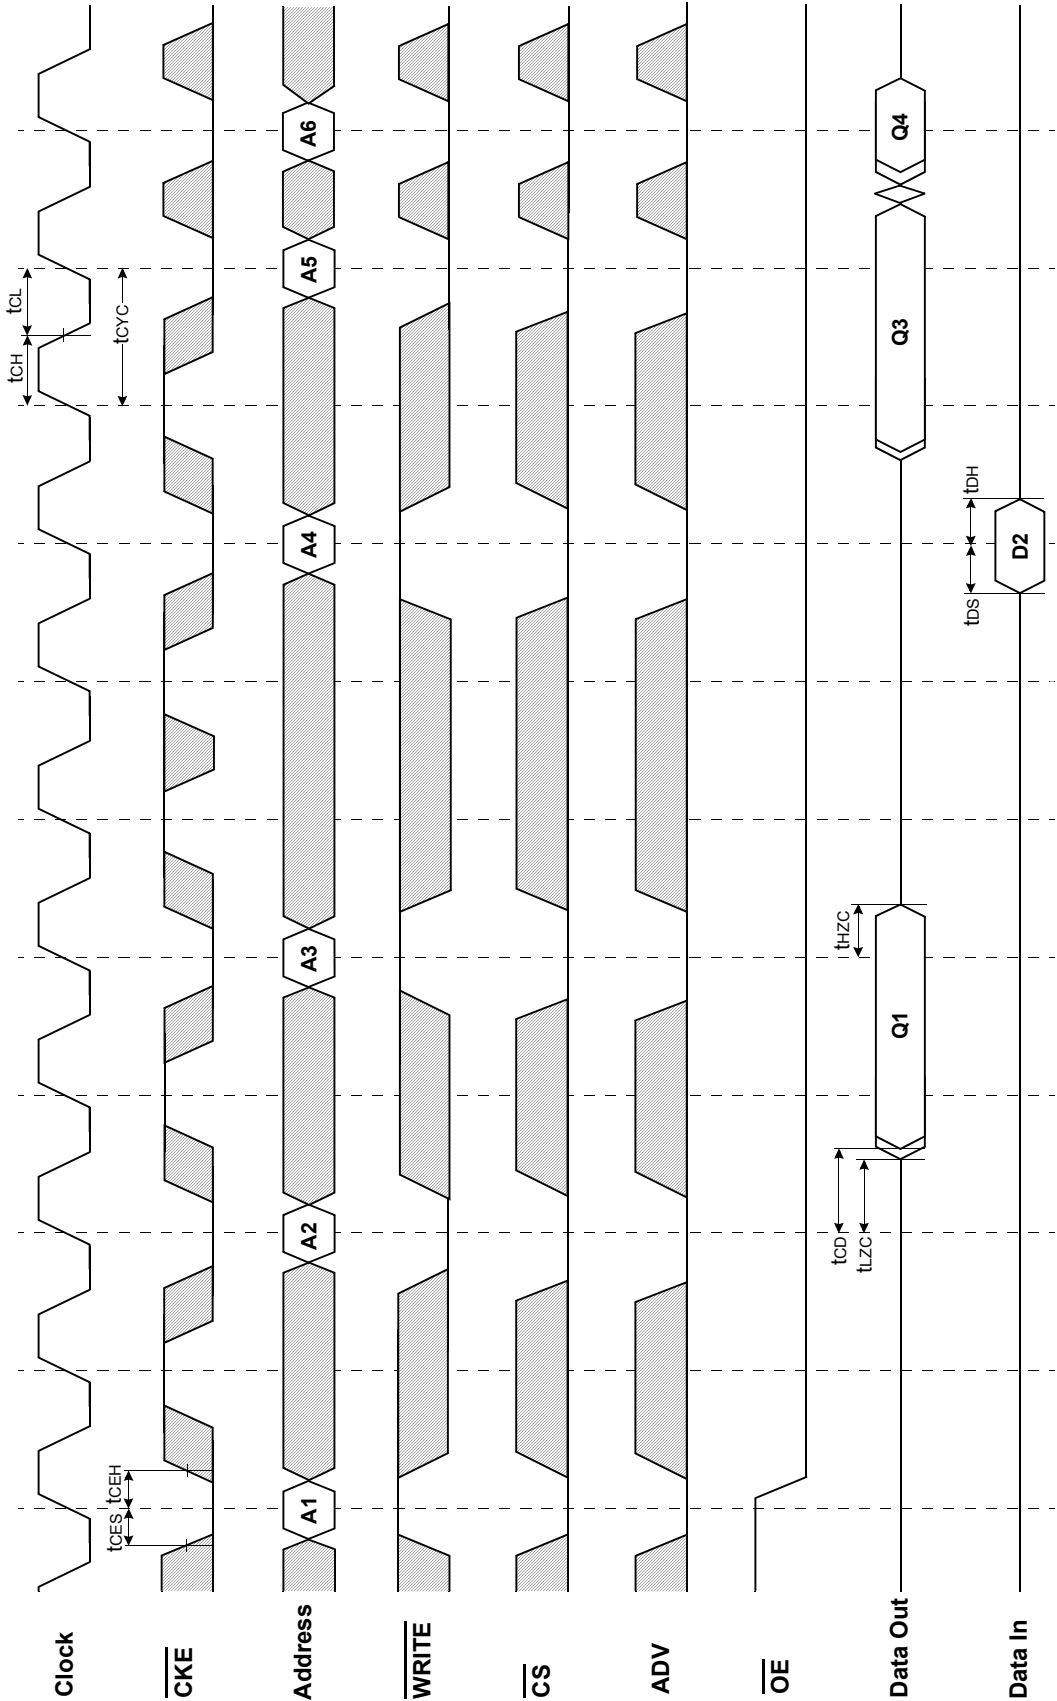 Clock
tCH
tCL
tCYC
tCES
tCEH
CKE
Address
A1
A2
A3
A4
A5
A6
WRITE
CS
ADV
OE
Data Out
tCD
tLZC
Q1
tHZC
Q3
Q4
Data In
tDS
tDH
D2